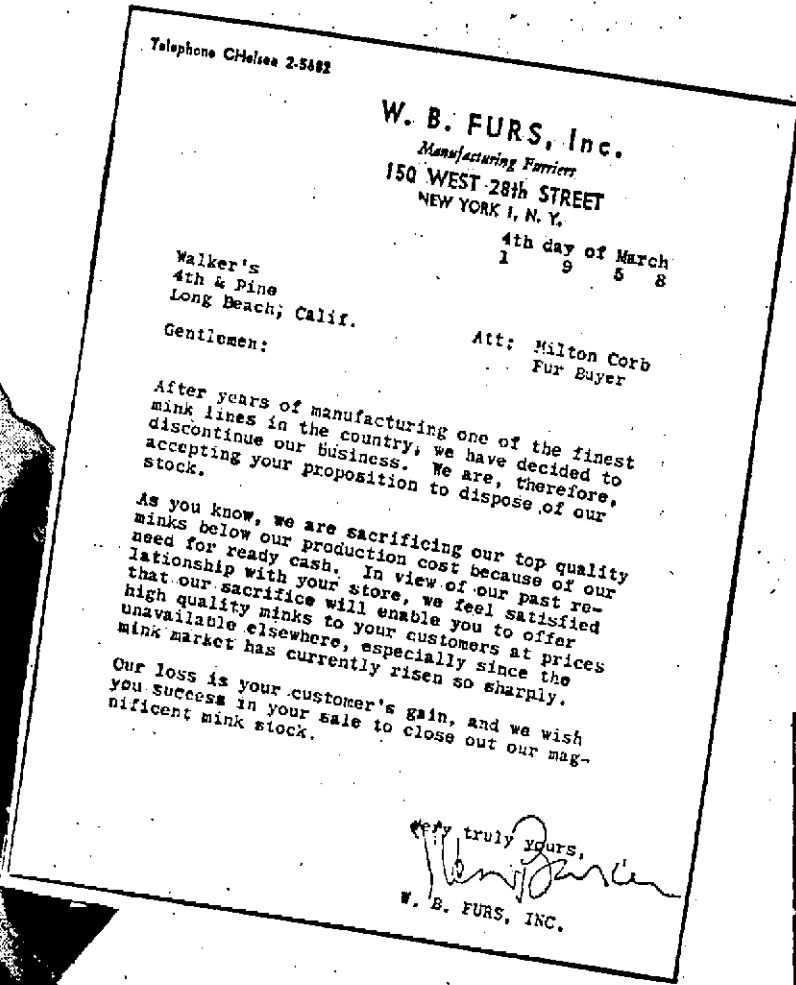 Telephone CHelsea 2-5682
W. B. FURS, Inc.
Manufacturing Furriers
150 WEST 28th STREET
NEW YORK 1, N. Y.
4th day of March
1 9 5 8
Walker's
4th & Pine
Long Beach, Calif.
Att: Milton Corb
Fur Buyer
Gentlemen:
After years of manufacturing one of the finest
mink lines in the country, we have decided to
discontinue our business. We are, therefore,
accepting your proposition to dispose of our
stock.
As you know, we are sacrificing our top quality
minks below our production cost because of our
need for ready cash. In view of our past re-
lationship with your store, we feel satisfied
that our sacrifice will enable you to offer
high quality minks to your customers at prices
unavailable elsewhere, especially since the
mink market has currently risen so sharply.
Our loss is your customer's gain, and we wish
you success in your sale to close out our mag-
nificent mink stock.
Very truly yours,
W. B. FURS, INC.